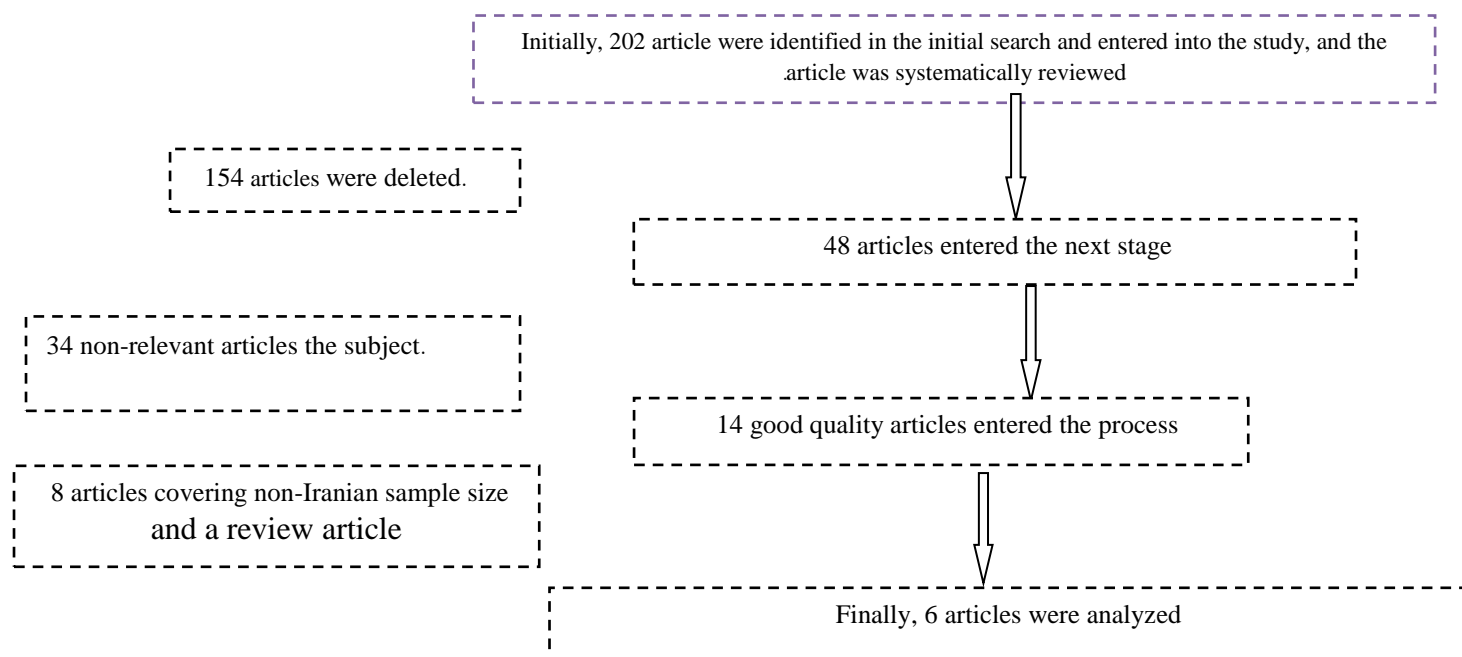 Initially, 202 article were identified in the initial search and entered into the study, and the
.article was systematically reviewed
154 articles were deleted.
48 articles entered the next stage
34 non-relevant articles the subject.
14 good quality articles entered the process
8 articles covering non-Iranian sample size
and a review article
Finally, 6 articles were analyzed